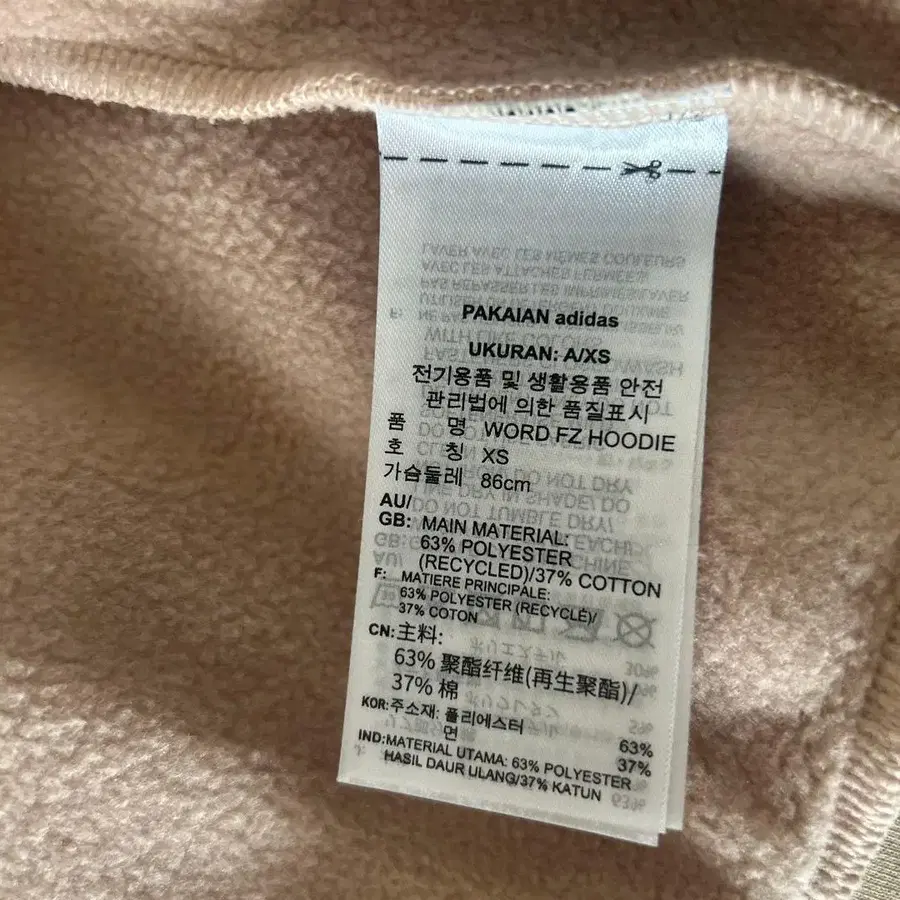 PAKAIAN adidas
UKURAN: A/XS
전기용품 및 생활용품 안전
관리법에 의한 품질표시
품 명 WORD FZ HOODIE
호 칭 XS
가슴둘레 86cm
AU/
GB: MAIN MATERIAL:
63% POLYESTER
(RECYCLED)/37% COTTON
F: MATIERE PRINCIPALE:
63% POLYESTER (RECYCLÉ)/
37% COTON
CN:主料:
63% 聚酯纤维(再生聚酯)/
37% 棉
KOR:주소재: 폴리에스터 63%
면 37%
IND:MATERIAL UTAMA: 63% POLYESTER
HASIL DAUR ULANG/37% KATUN